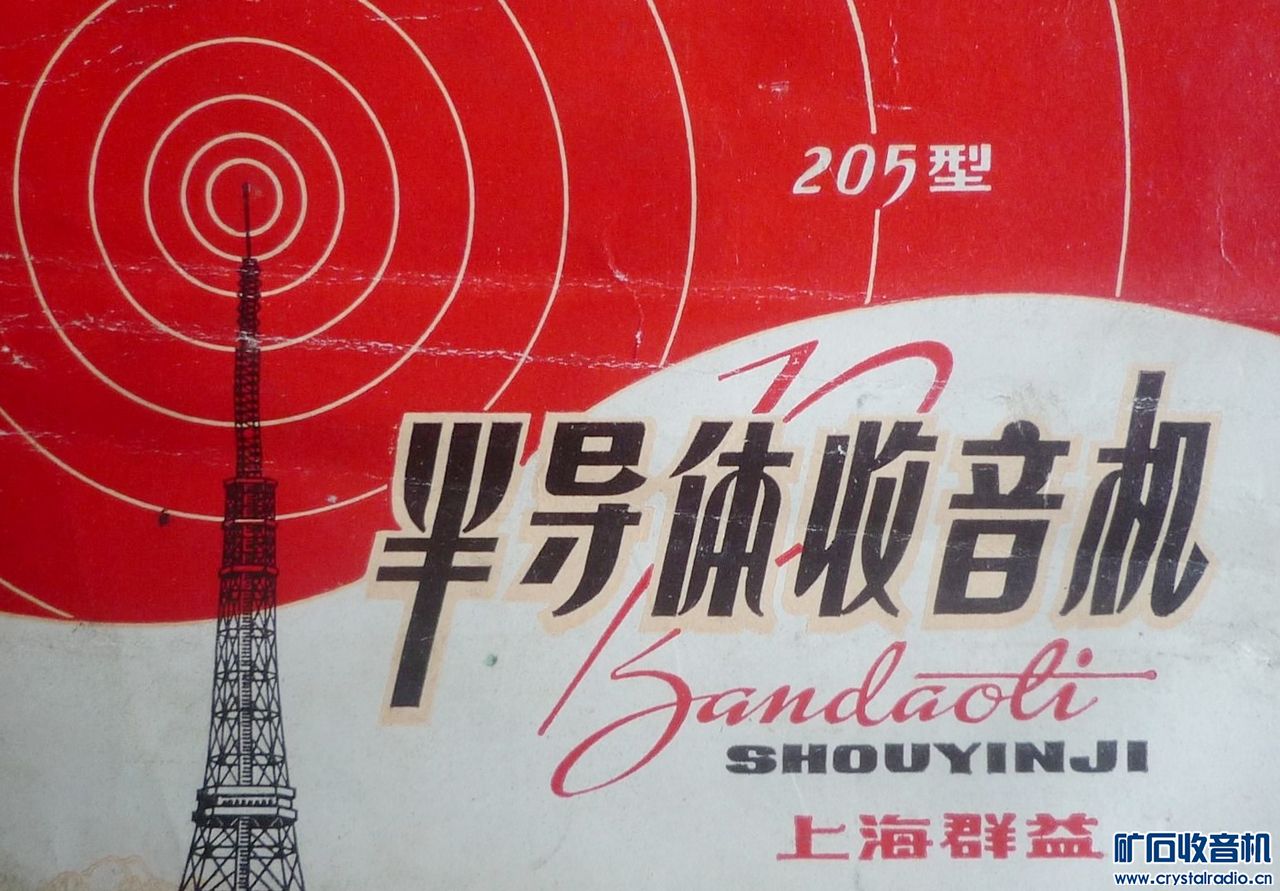 205型
半导体收音机
Bandaoti
SHOUYINJI
上海群益
矿石收音机
www.crystalradio.cn